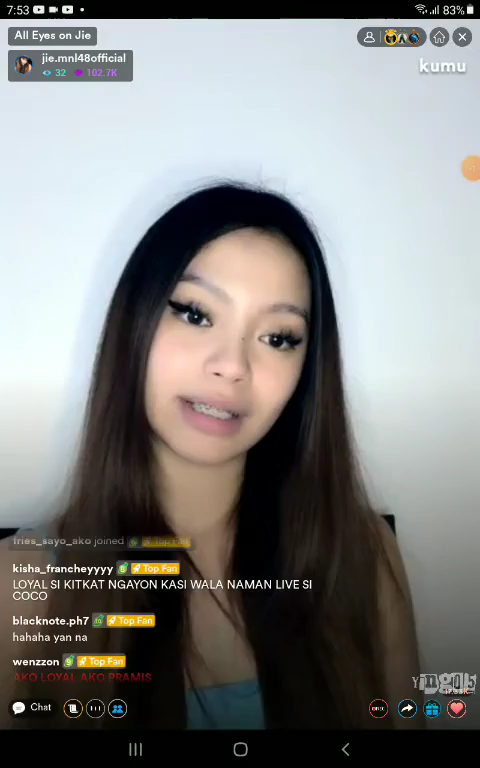 7:53
83%
All Eyes on Jie
jie.mnl48official
32 102.7K
kumu
fries_sayo_ako joined Top Fan
kisha_francheyyyy Top Fan
LOYAL SI KITKAT NGAYON KASI WALA NAMAN LIVE SI
COCO
blacknote.ph7 Top Fan
hahaha yan na
wenzzon Top Fan
AKO LOYAL AKO PRAMIS
Chat